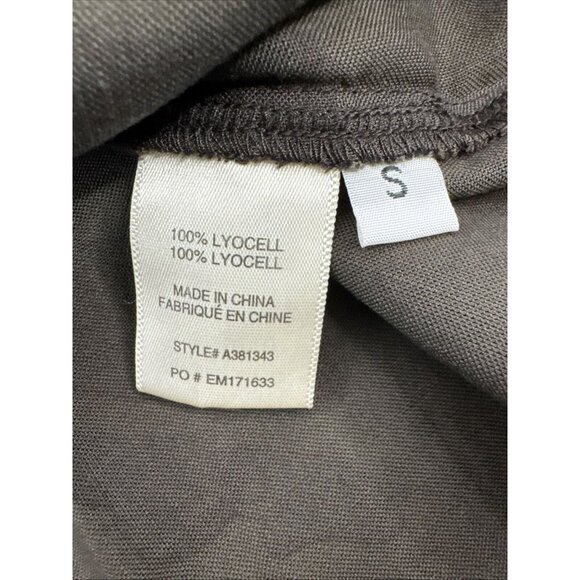 100% LYOCELL
100% LYOCELL
MADE IN CHINA
FABRIQUÉ EN CHINE
STYLE# A381343
PO # EM171633
S